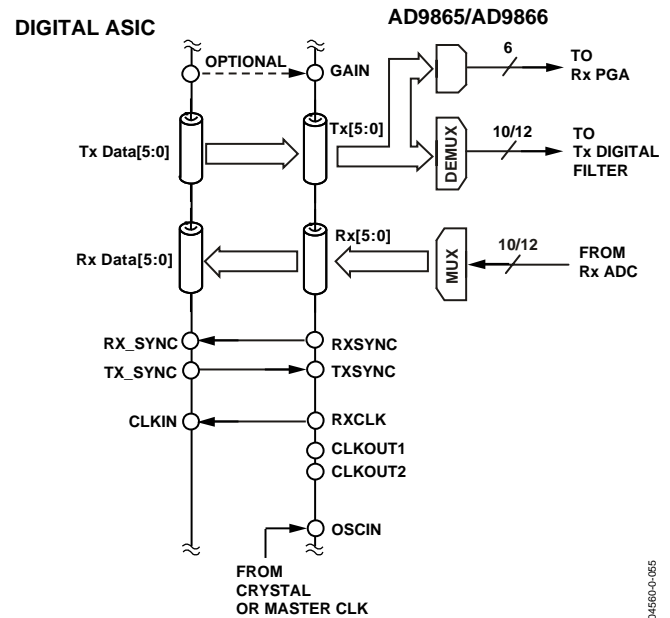 DIGITAL ASIC
AD9865/AD9866
OPTIONAL
GAIN
6
TO
Rx PGA
Tx Data[5:0]
Tx[5:0]
DEMUX
10/12
TO
Tx DIGITAL
FILTER
Rx Data[5:0]
Rx[5:0]
MUX
10/12
FROM
Rx ADC
RX_SYNC
RXSYNC
TX_SYNC
TXSYNC
CLKIN
RXCLK
CLKOUT1
CLKOUT2
OSCIN
FROM
CRYSTAL
OR MASTER CLK
04560-0-055